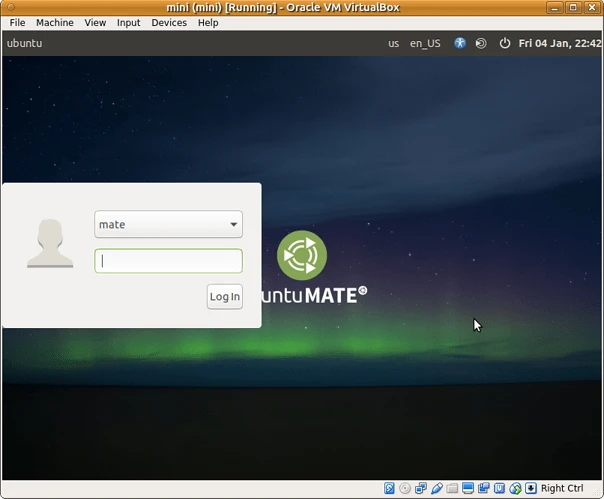 mini (mini) [Running] - Oracle VM VirtualBox
File Machine View Input Devices Help
ubuntu us en_US Fri 04 Jan, 22:42
mate
Log In
untuMATE
Right Ctrl